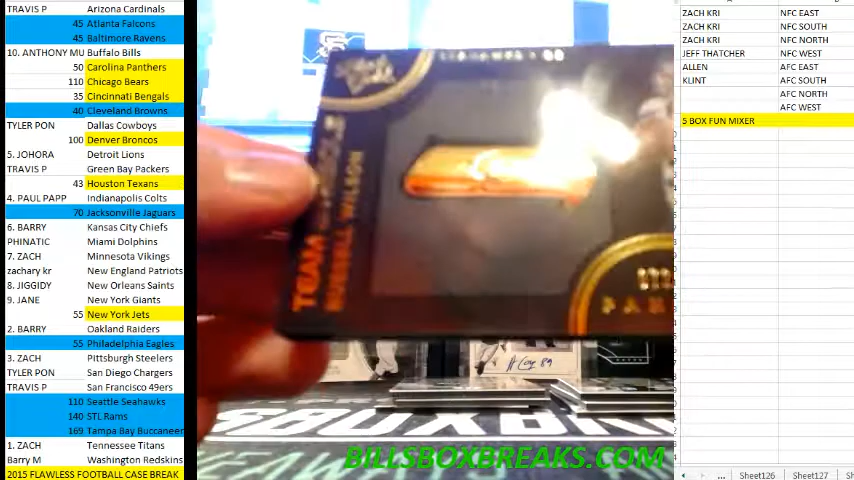 TRAVIS P Arizona Cardinals
45 Atlanta Falcons
45 Baltimore Ravens
10. ANTHONY MU Buffalo Bills
50 Carolina Panthers
110 Chicago Bears
35 Cincinnati Bengals
40 Cleveland Browns
TYLER PON Dallas Cowboys
100 Denver Broncos
5. JOHORA Detroit Lions
TRAVIS P Green Bay Packers
43 Houston Texans
4. PAUL PAPP Indianapolis Colts
70 Jacksonville Jaguars
6. BARRY Kansas City Chiefs
PHINATIC Miami Dolphins
7. ZACH Minnesota Vikings
zachary kr New England Patriots
8. JIGGIDY New Orleans Saints
9. JANE New York Giants
55 New York Jets
2. BARRY Oakland Raiders
55 Philadelphia Eagles
3. ZACH Pittsburgh Steelers
TYLER PON San Diego Chargers
TRAVIS P San Francisco 49ers
110 Seattle Seahawks
140 STL Rams
169 Tampa Bay Buccaneer
1. ZACH Tennessee Titans
Barry M Washington Redskins
2015 FLAWLESS FOOTBALL CASE BREAK
TEAM
RUSSELL WILSON
PAN
BILLSBOXBREAKS.COM
ZACH KRI NFC EAST
ZACH KRI NFC SOUTH
ZACH KRI NFC NORTH
JEFF THATCHER NFC WEST
ALLEN AFC EAST
KLINT AFC SOUTH
AFC NORTH
AFC WEST
5 BOX FUN MIXER
... Sheet126 Sheet127 Sh